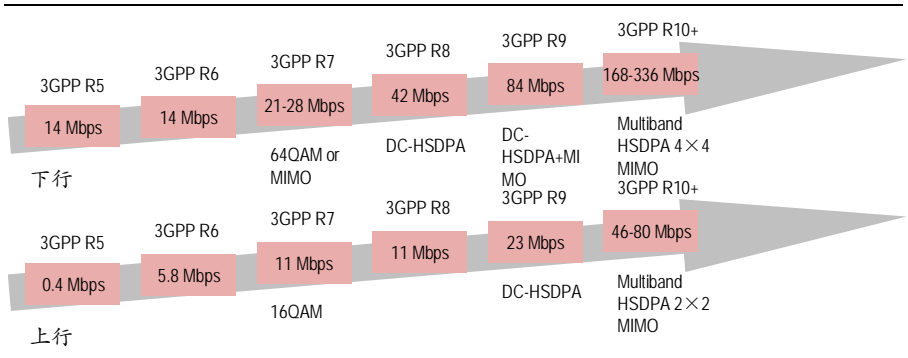 3GPP R5
3GPP R6
3GPP R7
3GPP R8
3GPP R9
3GPP R10+
14 Mbps
14 Mbps
21-28 Mbps
42 Mbps
84 Mbps
168-336 Mbps
64QAM or
MIMO
DC-HSDPA
DC-
HSDPA+MI
MO
Multiband
HSDPA 4×4
MIMO
下行
3GPP R5
3GPP R6
3GPP R7
3GPP R8
3GPP R9
3GPP R10+
0.4 Mbps
5.8 Mbps
11 Mbps
11 Mbps
23 Mbps
46-80 Mbps
16QAM
DC-HSDPA
Multiband
HSDPA 2×2
MIMO
上行